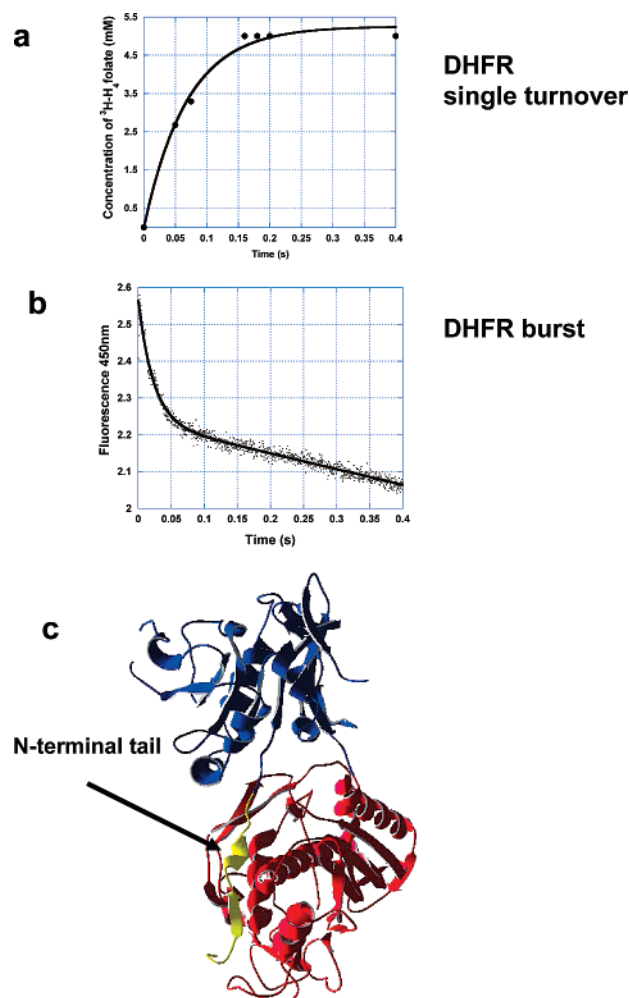 a
5.5
4.5
3.5
2.5
1.5
0.5
Concentration of ³H-H₄folate (mM)
0
0.05
0.1
0.15
0.2
0.25
0.3
0.35
0.4
Time (s)
DHFR
single turnover
b
2.6
2.5
2.4
2.3
2.2
2.1
2
Fluorescence 450nm
0
0.05
0.1
0.15
0.2
0.25
0.3
0.35
0.4
Time (s)
DHFR burst
c
N-terminal tail